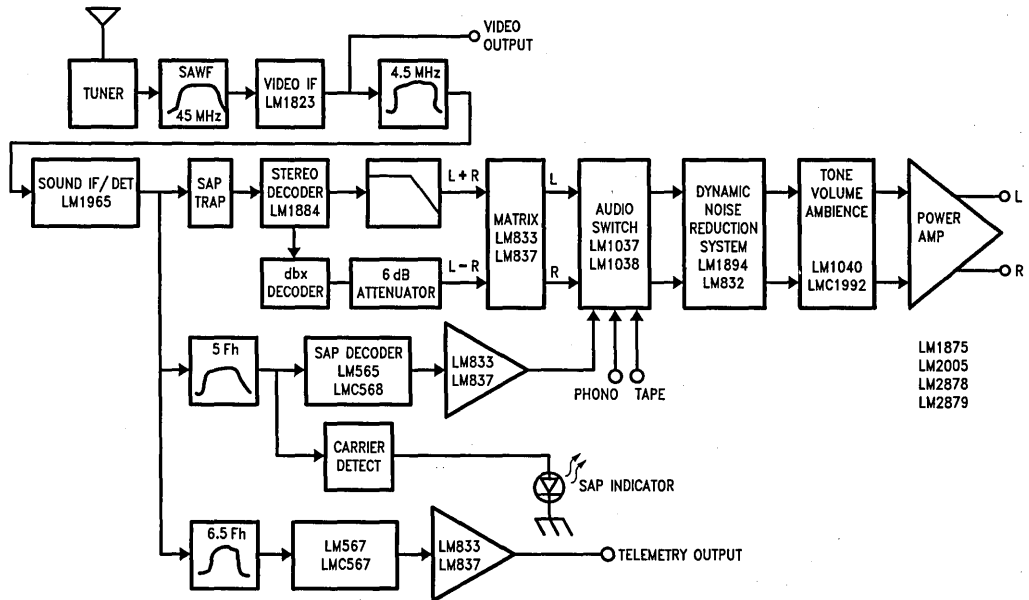 VIDEO
OUTPUT
TUNER
SAWF
45 MHz
VIDEO IF
LM1823
4.5 MHz
SOUND IF/DET
LM1965
SAP
TRAP
STEREO
DECODER
LM1884
L+R
MATRIX
LM833
LM837
L
R
AUDIO
SWITCH
LM1037
LM1038
DYNAMIC
NOISE
REDUCTION
SYSTEM
LM1894
LM832
TONE
VOLUME
AMBIENCE
LM1040
LMC1992
POWER
AMP
L
R
dbx
DECODER
6 dB
ATTENUATOR
L-R
5 Fh
SAP DECODER
LM565
LMC568
LM833
LM837
PHONO
TAPE
LM1875
LM2005
LM2878
LM2879
CARRIER
DETECT
SAP INDICATOR
6.5 Fh
LM567
LMC567
LM833
LM837
TELEMETRY OUTPUT